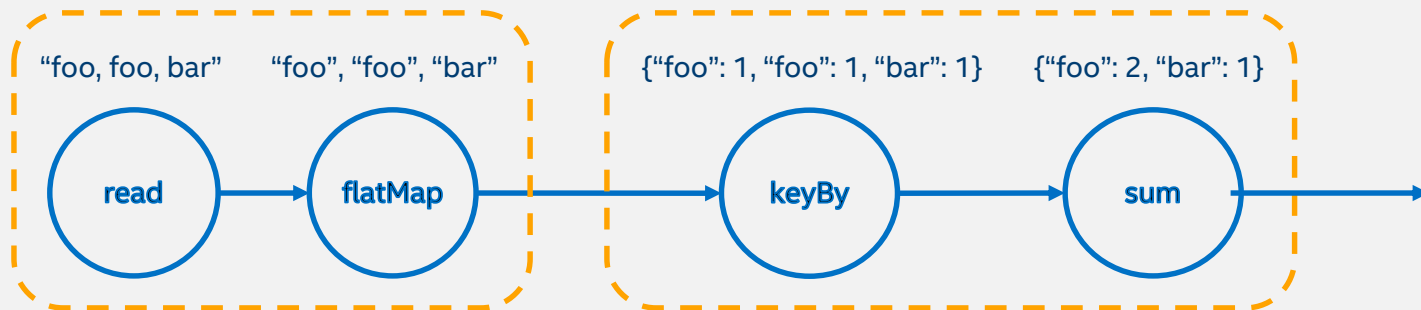 “foo, foo, bar”
“foo”, “foo”, “bar”
{“foo”: 1, “foo”: 1, “bar”: 1}
{“foo”: 2, “bar”: 1}
read
flatMap
keyBy
sum